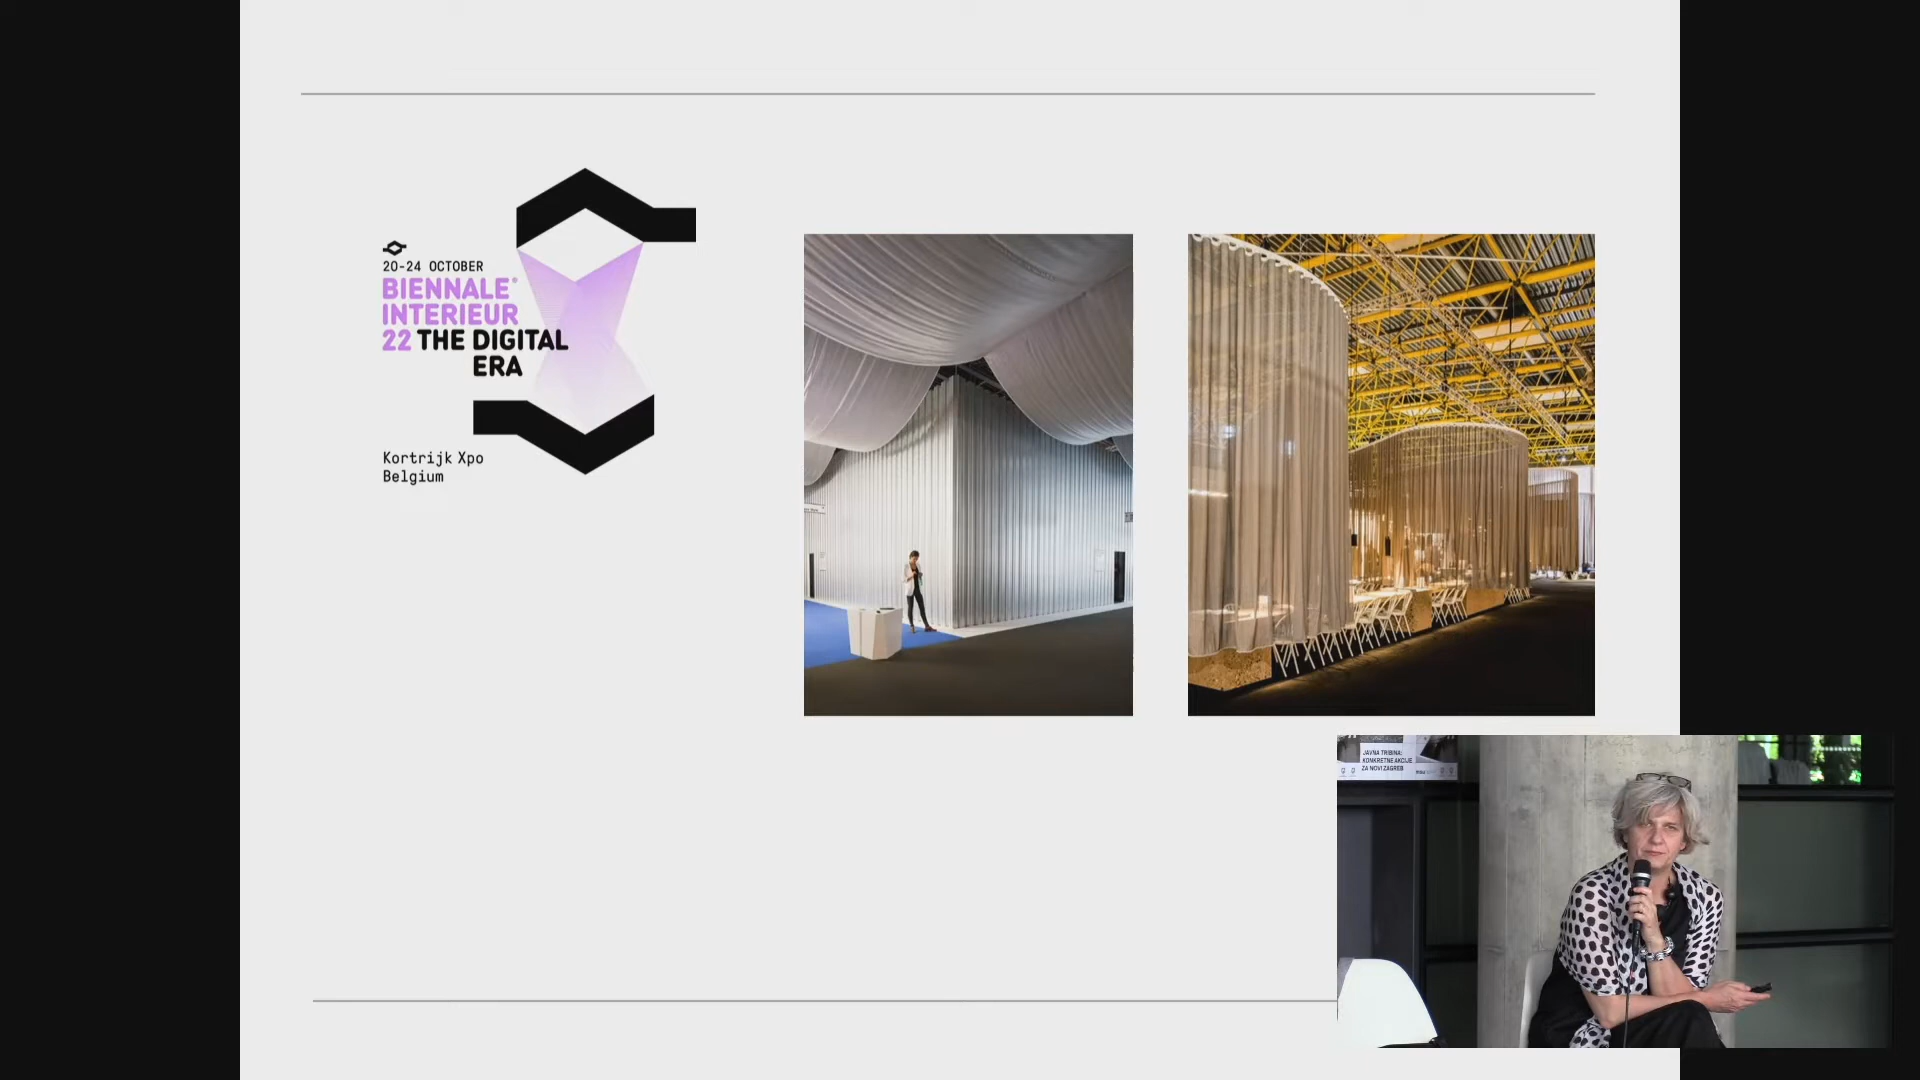 20-24 OCTOBER
BIENNALE®
INTERIEUR
22 THE DIGITAL
ERA
Kortrijk Xpo
Belgium
JAVNA TRIBINA:
KONKRETNE AKCIJE
ZA NOVI ZAGREB